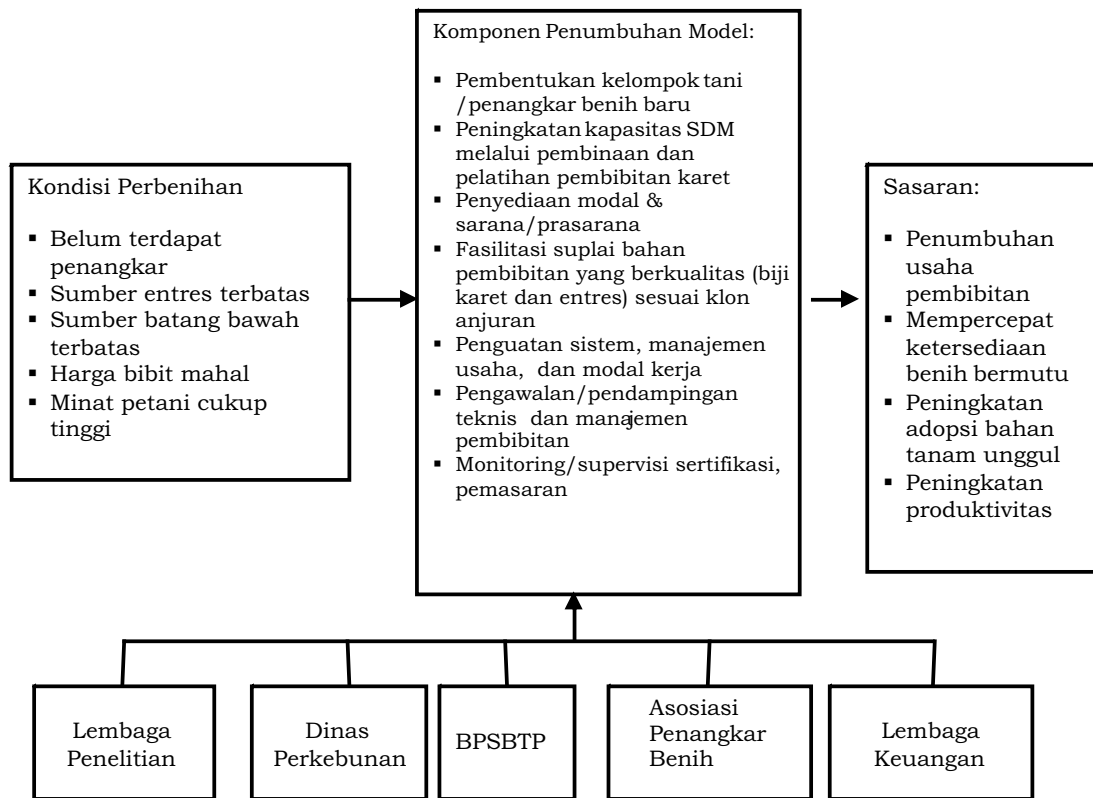 Kondisi Perbenihan
▪ Belum terdapat
penangkar
▪ Sumber entres terbatas
▪ Sumber batang bawah
terbatas
▪ Harga bibit mahal
▪ Minat petani cukup
tinggi
Komponen Penumbuhan Model:
▪ Pembentukan kelompok tani
/penangkar benih baru
▪ Peningkatan kapasitas SDM
melalui pembinaan dan
pelatihan pembibitan karet
▪ Penyediaan modal &
sarana/prasarana
▪ Fasilitasi suplai bahan
pembibitan yang berkualitas (biji
karet dan entres) sesuai klon
anjuran
▪ Penguatan sistem, manajemen
usaha, dan modal kerja
▪ Pengawalan/pendampingan
teknis dan manajemen
pembibitan
▪ Monitoring/supervisi sertifikasi,
pemasaran
Sasaran:
▪ Penumbuhan
usaha
pembibitan
▪ Mempercepat
ketersediaan
benih bermutu
▪ Peningkatan
adopsi bahan
tanam unggul
▪ Peningkatan
produktivitas
Lembaga
Penelitian
Dinas
Perkebunan
BPSBTP
Asosiasi
Penangkar
Benih
Lembaga
Keuangan